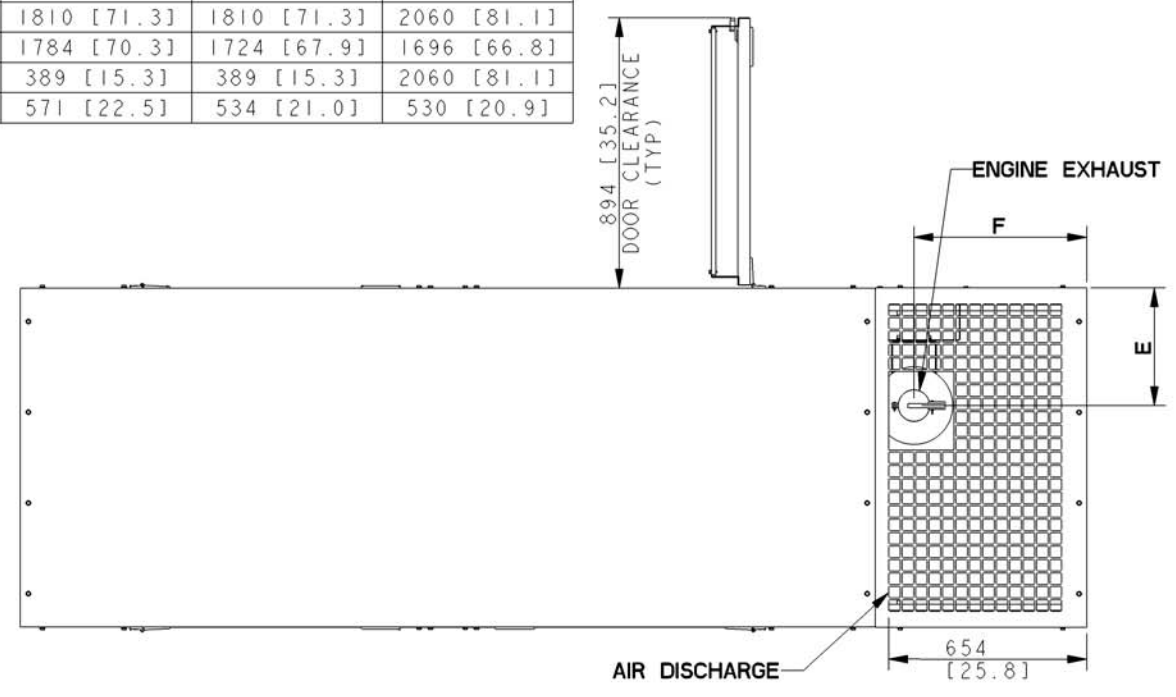 1810 [71.3] 1810 [71.3] 2060 [81.1]
1784 [70.3] 1724 [67.9] 1696 [66.8]
389 [15.3] 389 [15.3] 2060 [81.1]
571 [22.5] 534 [21.0] 530 [20.9]
894 [35.2]
DOOR CLEARANCE
(TYP)
ENGINE EXHAUST
F
E
AIR DISCHARGE
654
[25.8]